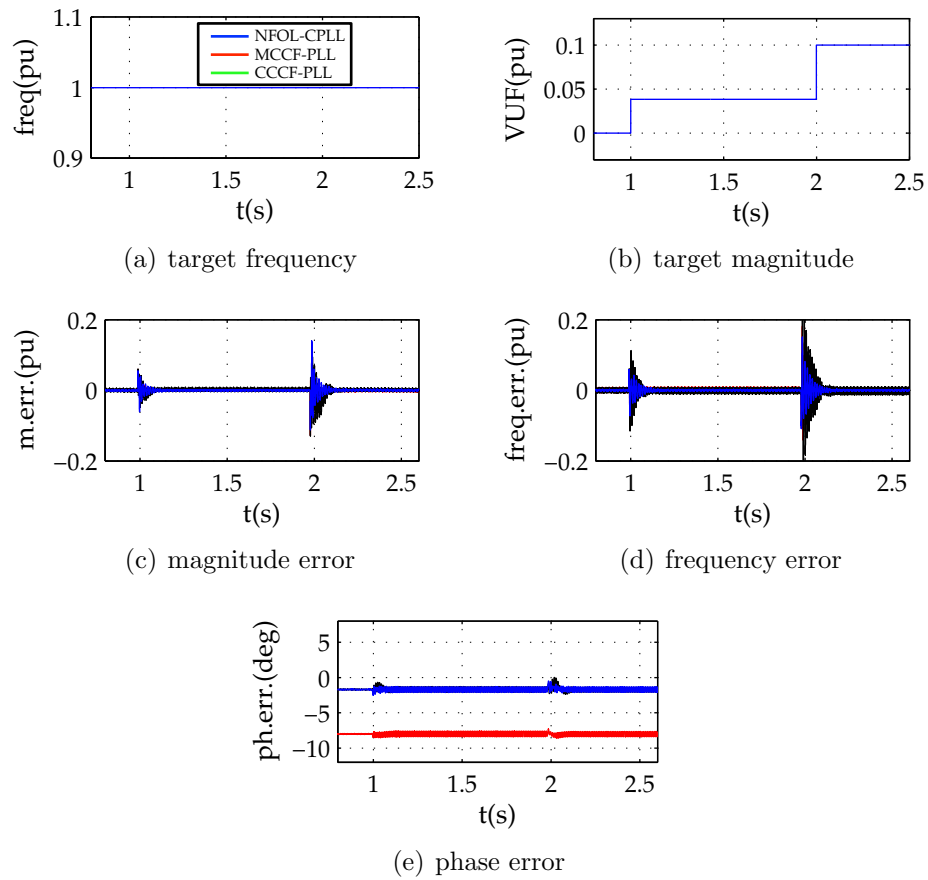 freq(pu)
1.1
1
0.9
NFOL-CPLL
MCCF-PLL
CCCF-PLL
1 1.5 2 2.5
t(s)
(a) target frequency
VUF(pu)
0.1
0.05
0
1 1.5 2 2.5
t(s)
(b) target magnitude
m.err.(pu)
0.2
0
−0.2
1 1.5 2 2.5
t(s)
(c) magnitude error
freq.err.(pu)
0.2
0
−0.2
1 1.5 2 2.5
t(s)
(d) frequency error
ph.err.(deg)
5
0
−5
−10
1 1.5 2 2.5
t(s)
(e) phase error